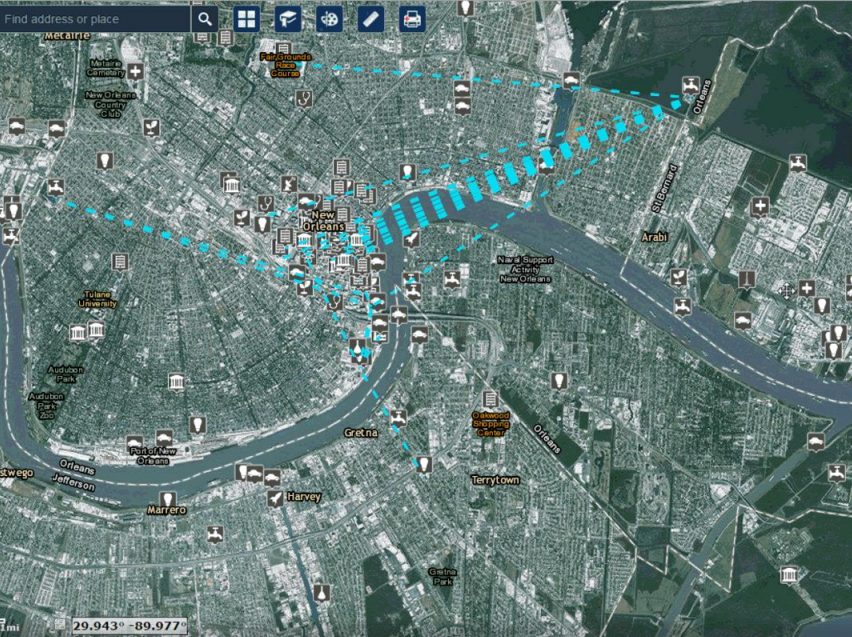 Find address or place
Metairie
Metairie
Cemetery
New Orleans
Country
Club
Fair Grounds
Race
Course
Orleans
St Bernard
New
Orleans
Arabi
Naval Support
Activity
New Orleans
Tulane
University
Audubon
Park
Audubon
Park
Zoo
Gretna
Oakwood
Shopping
Center
Orleans
Port of New
Orleans
Orleans
Jefferson
stwego
Terrytown
Harvey
Marrero
Gretna
Park
1mi
29.943° -89.977°